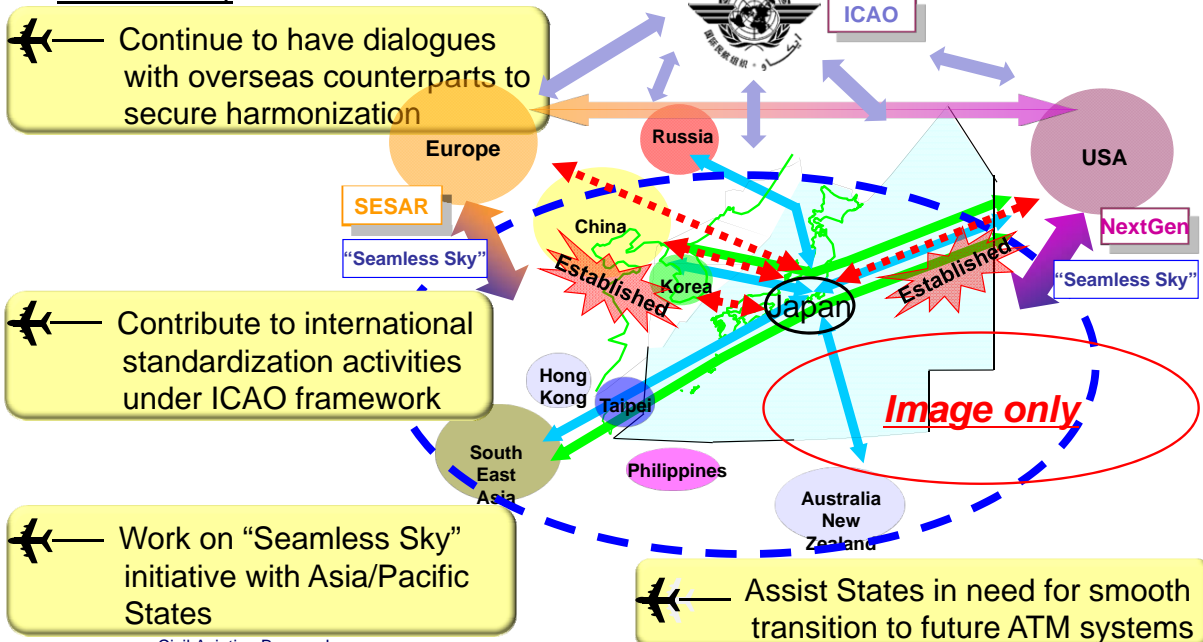 ICAO
Continue to have dialogues
with overseas counterparts to
secure harmonization
Europe
Russia
USA
SESAR
NextGen
China
"Seamless Sky"
Established
Korea
Established
"Seamless Sky"
Japan
Contribute to international
standardization activities
under ICAO framework
Hong
Kong
Taipei
Image only
South
East
Asia
Philippines
Australia
New
Zealand
Work on “Seamless Sky”
initiative with Asia/Pacific
States
Assist States in need for smooth
transition to future ATM systems